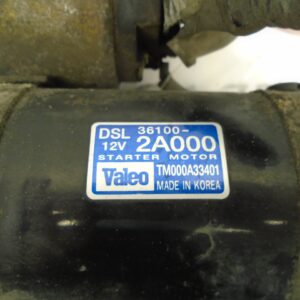 DSL 36100-
12V 2A000
STARTER MOTOR
Valeo TM000A33401
MADE IN KOREA